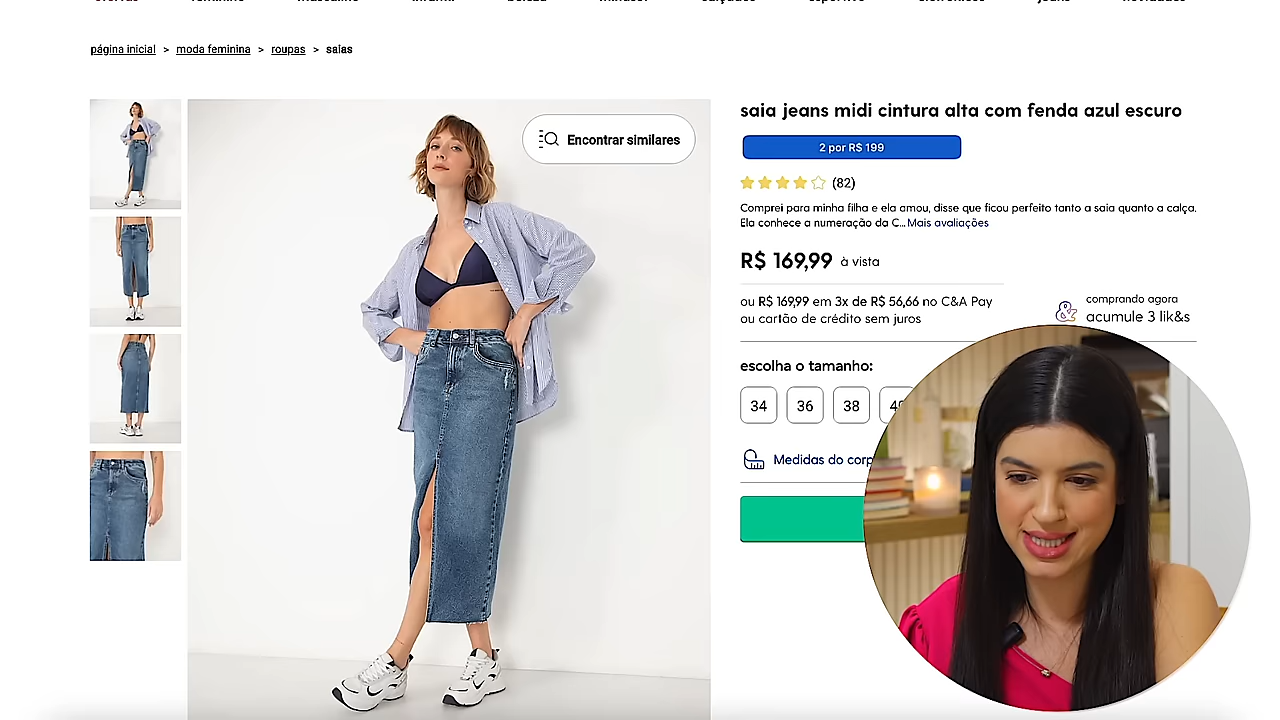 página inicial > moda feminina > roupas > saias
Encontrar similares
saia jeans midi cintura alta com fenda azul escuro
2 por R$ 199
(82)
Comprei para minha filha e ela amou, disse que ficou perfeito tanto a saia quanto a calça.
Ela conhece a numeração da C... Mais avaliações
R$ 169,99 à vista
ou R$ 169,99 em 3x de R$ 56,66 no C&A Pay
ou cartão de crédito sem juros
comprando agora
acumule 3 lik&s
escolha o tamanho:
34 36 38
Medidas do corp